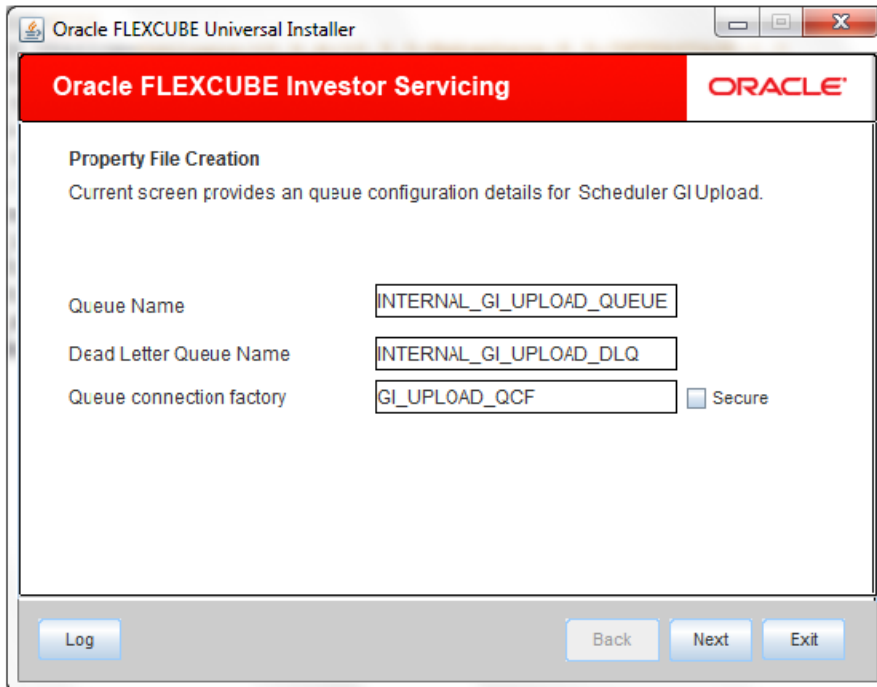 Oracle FLEXCUBE Universal Installer
Oracle FLEXCUBE Investor Servicing
ORACLE
Property File Creation
Current screen provides an queue configuration details for Scheduler GI Upload.
Queue Name INTERNAL_GI_UPLOAD_QUEUE
Dead Letter Queue Name INTERNAL_GI_UPLOAD_DLQ
Queue connection factory GI_UPLOAD_QCF Secure
Log Back Next Exit